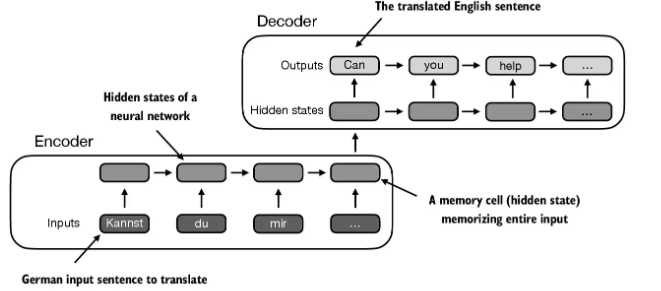 The translated English sentence
Decoder
Outputs Can you help ...
Hidden states ...
Hidden states of a
neural network
Encoder
A memory cell (hidden state)
memorizing entire input
Inputs Kannst du mir ...
German input sentence to translate